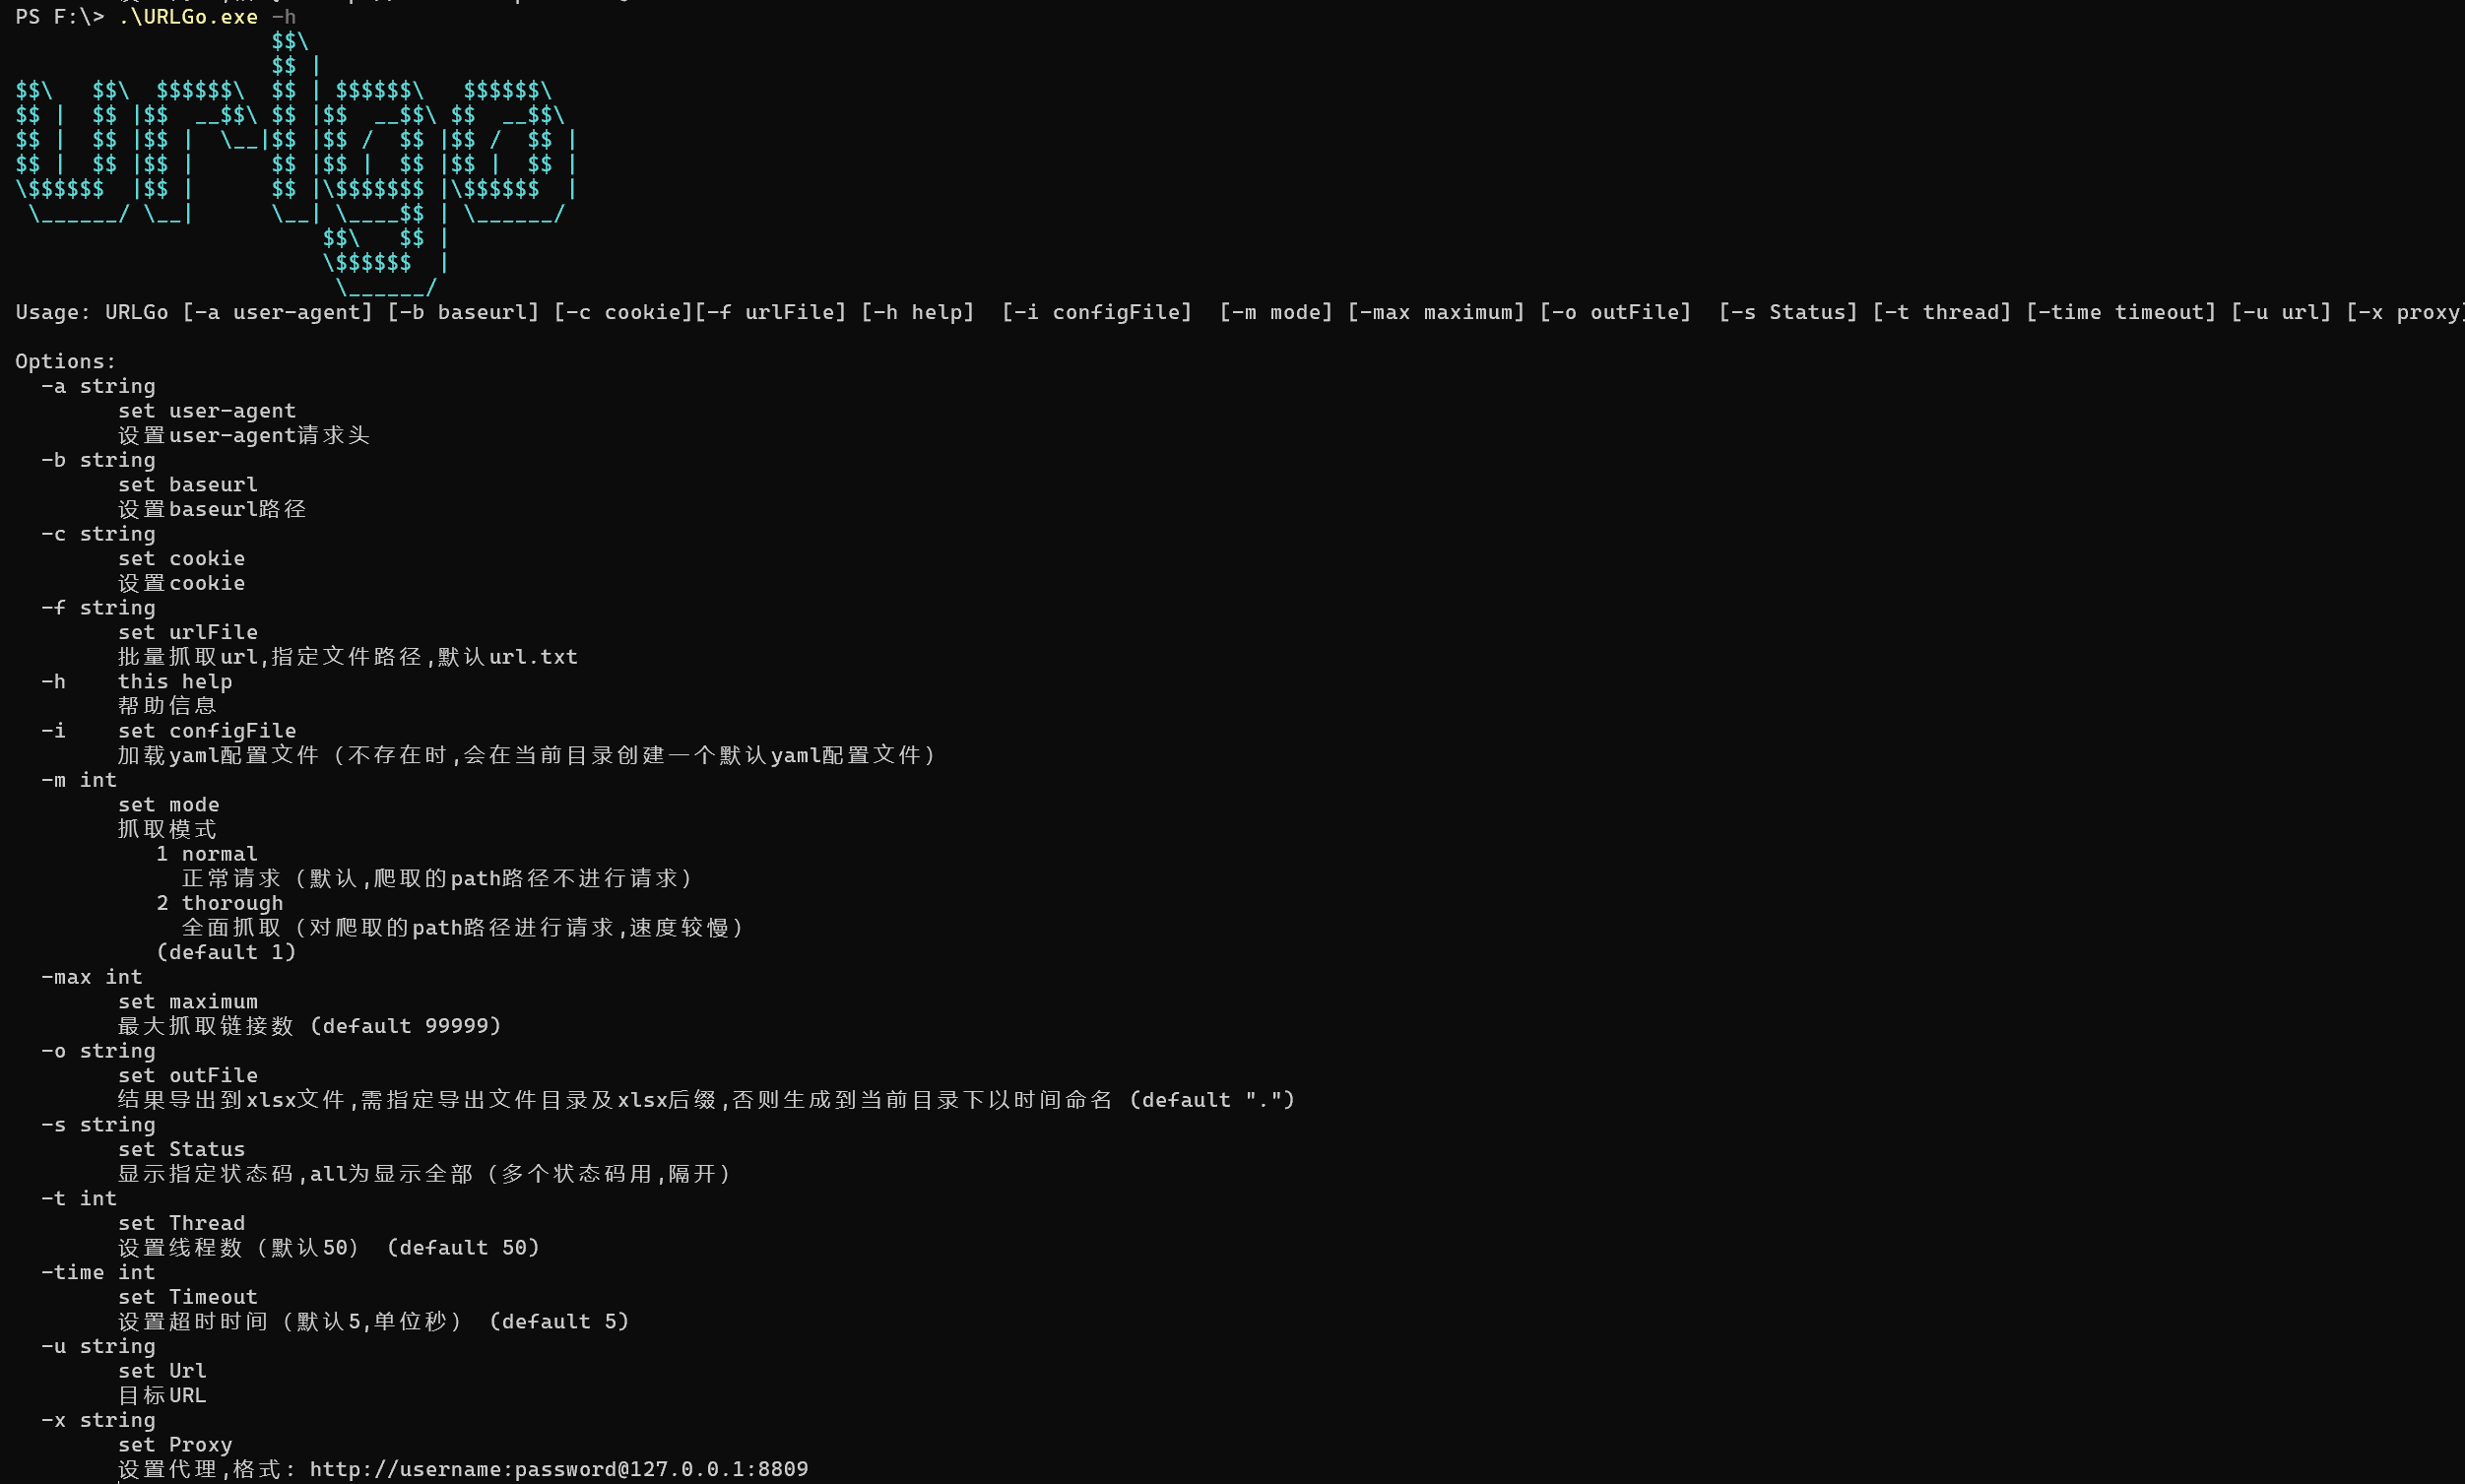 PS F:\> .\URLGo.exe -h
                    $$\
                    $$ |
$$\   $$\  $$$$$$\  $$ | $$$$$$\   $$$$$$\
$$ |  $$ |$$  __$$\ $$ |$$  __$$\ $$  __$$\
$$ |  $$ |$$ |  \__|$$ |$$ /  $$ |$$ /  $$ |
$$ |  $$ |$$ |      $$ |$$ |  $$ |$$ |  $$ |
\$$$$$$  |$$ |      $$ |\$$$$$$$ |\$$$$$$  |
 \______/ \__|      \__| \____$$ | \______/
                        $$\   $$ |
                        \$$$$$$  |
                         \______/
Usage: URLGo [-a user-agent] [-b baseurl] [-c cookie][-f urlFile] [-h help]  [-i configFile]  [-m mode] [-max maximum] [-o outFile]  [-s Status] [-t thread] [-time timeout] [-u url] [-x proxy]
Options:
  -a string
        set user-agent
        设置user-agent请求头
  -b string
        set baseurl
        设置baseurl路径
  -c string
        set cookie
        设置cookie
  -f string
        set urlFile
        批量抓取url,指定文件路径,默认url.txt
  -h    this help
        帮助信息
  -i    set configFile
        加载yaml配置文件（不存在时,会在当前目录创建一个默认yaml配置文件）
  -m int
        set mode
        抓取模式
           1 normal
             正常请求（默认,爬取的path路径不进行请求）
           2 thorough
             全面抓取（对爬取的path路径进行请求,速度较慢）
           (default 1)
  -max int
        set maximum
        最大抓取链接数 (default 99999)
  -o string
        set outFile
        结果导出到xlsx文件,需指定导出文件目录及xlsx后缀,否则生成到当前目录下以时间命名 (default ".")
  -s string
        set Status
        显示指定状态码,all为显示全部（多个状态码用,隔开）
  -t int
        set Thread
        设置线程数（默认50） (default 50)
  -time int
        set Timeout
        设置超时时间（默认5,单位秒） (default 5)
  -u string
        set Url
        目标URL
  -x string
        set Proxy
        设置代理,格式: http://username:password@127.0.0.1:8809